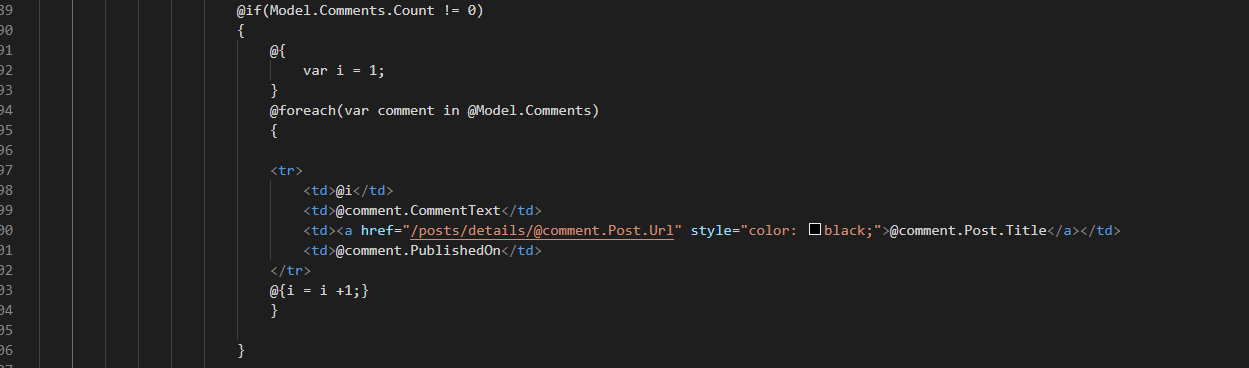 89 @if(Model.Comments.Count != 0)
90 {
91 @{
92 var i = 1;
93 }
94 @foreach(var comment in @Model.Comments)
95 {
96
97 <tr>
98 <td>@i</td>
99 <td>@comment.CommentText</td>
00 <td><a href="/posts/details/@comment.Post.Url" style="color: black;">@comment.Post.Title</a></td>
01 <td>@comment.PublishedOn</td>
02 </tr>
03 @{i = i +1;}
04 }
05
06 }